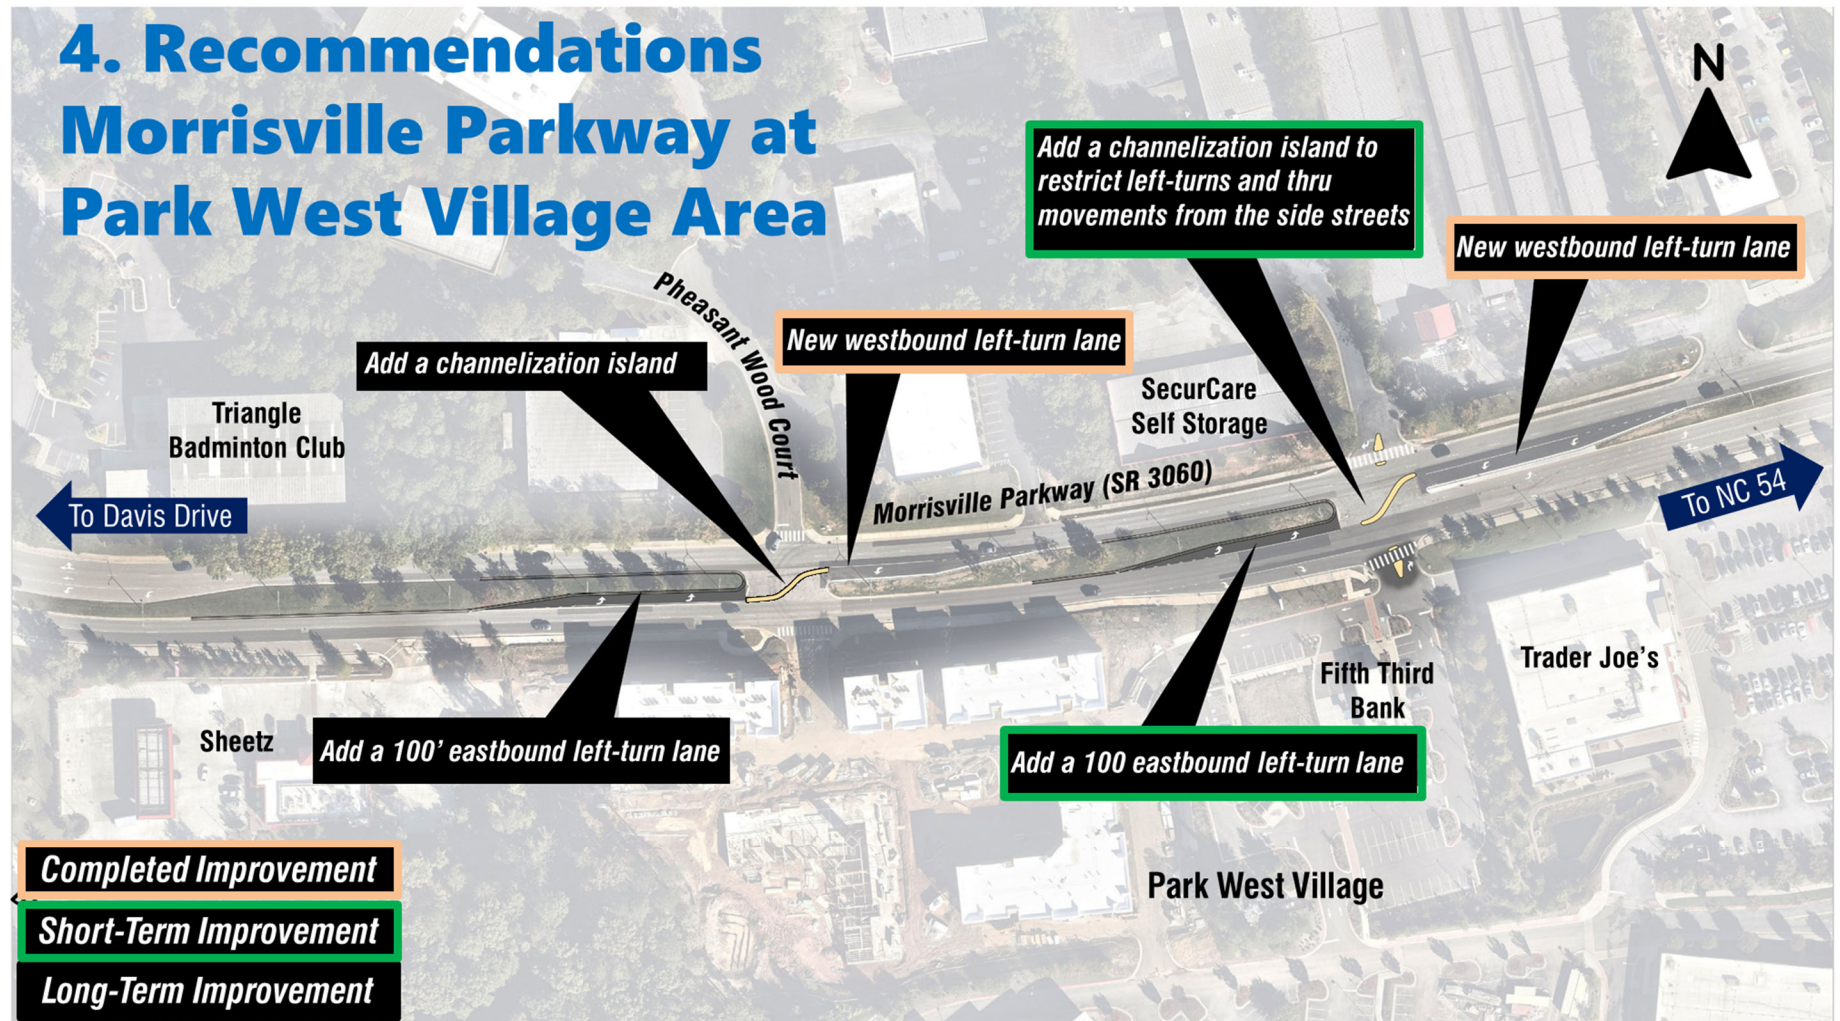 4. Recommendations
Morrisville Parkway at
Park West Village Area
N
Add a channelization island to
restrict left-turns and thru
movements from the side streets
New westbound left-turn lane
Pheasant Wood Court
New westbound left-turn lane
Add a channelization island
Triangle
Badminton Club
SecurCare
Self Storage
Morrisville Parkway (SR 3060)
To Davis Drive
To NC 54
Sheetz
Add a 100' eastbound left-turn lane
Add a 100 eastbound left-turn lane
Fifth Third
Bank
Trader Joe's
Park West Village
Completed Improvement
Short-Term Improvement
Long-Term Improvement